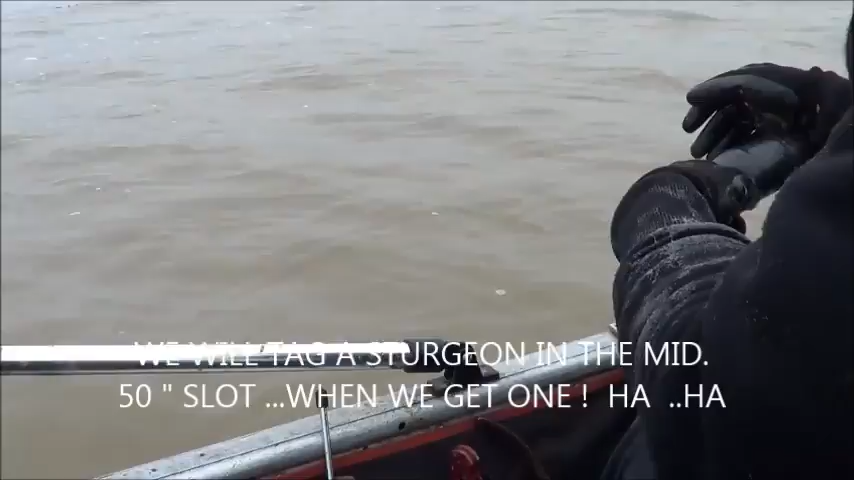 WE WILL TAG A STURGEON IN THE MID.
50 " SLOT ...WHEN WE GET ONE ! HA ..HA